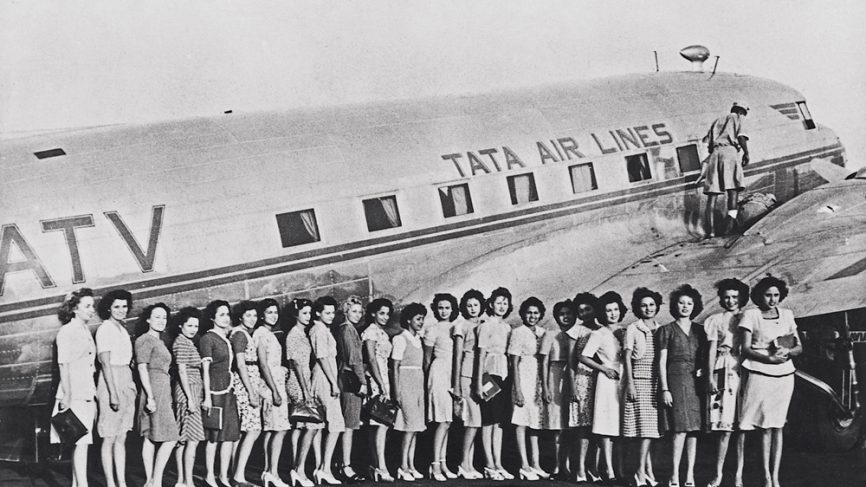 TATA AIR LINES
ATV